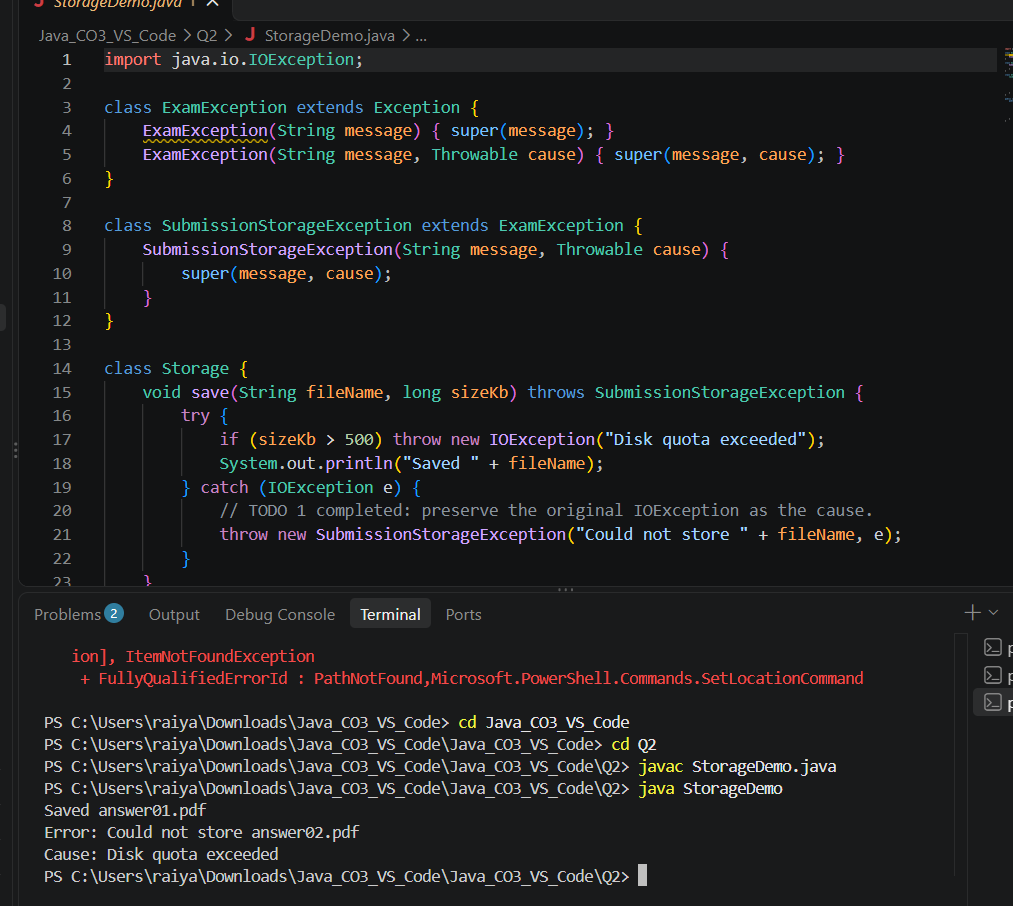 J StorageDemo.java 1 ×
Java_CO3_VS_Code > Q2 > J StorageDemo.java > ...
1 import java.io.IOException;
2
3 class ExamException extends Exception {
4 ExamException(String message) { super(message); }
5 ExamException(String message, Throwable cause) { super(message, cause); }
6 }
7
8 class SubmissionStorageException extends ExamException {
9 SubmissionStorageException(String message, Throwable cause) {
10 super(message, cause);
11 }
12 }
13
14 class Storage {
15 void save(String fileName, long sizeKb) throws SubmissionStorageException {
16 try {
17 if (sizeKb > 500) throw new IOException("Disk quota exceeded");
18 System.out.println("Saved " + fileName);
19 } catch (IOException e) {
20 // TODO 1 completed: preserve the original IOException as the cause.
21 throw new SubmissionStorageException("Could not store " + fileName, e);
22 }
23 }
Problems 2 Output Debug Console Terminal Ports
ion], ItemNotFoundException
+ FullyQualifiedErrorId : PathNotFound,Microsoft.PowerShell.Commands.SetLocationCommand
PS C:\Users\raiya\Downloads\Java_CO3_VS_Code> cd Java_CO3_VS_Code
PS C:\Users\raiya\Downloads\Java_CO3_VS_Code\Java_CO3_VS_Code> cd Q2
PS C:\Users\raiya\Downloads\Java_CO3_VS_Code\Java_CO3_VS_Code\Q2> javac StorageDemo.java
PS C:\Users\raiya\Downloads\Java_CO3_VS_Code\Java_CO3_VS_Code\Q2> java StorageDemo
Saved answer01.pdf
Error: Could not store answer02.pdf
Cause: Disk quota exceeded
PS C:\Users\raiya\Downloads\Java_CO3_VS_Code\Java_CO3_VS_Code\Q2>